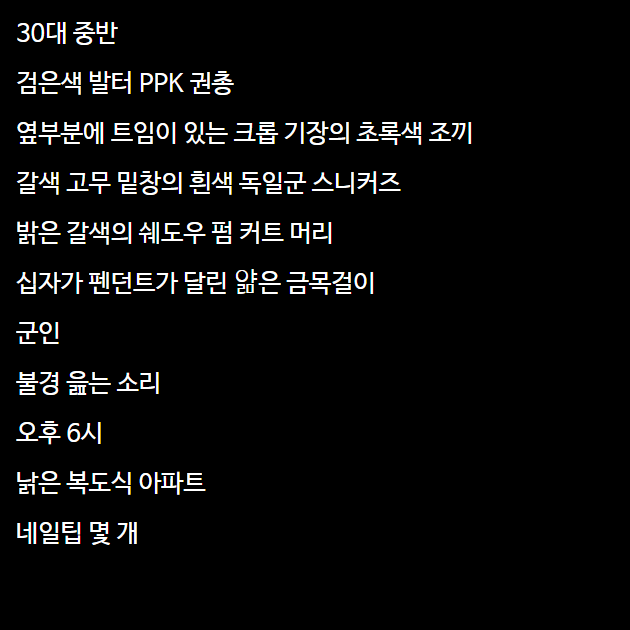 30대 중반
검은색 발터 PPK 권총
옆부분에 트임이 있는 크롭 기장의 초록색 조끼
갈색 고무 밑창의 흰색 독일군 스니커즈
밝은 갈색의 쉐도우 펌 커트 머리
십자가 펜던트가 달린 얇은 금목걸이
군인
불경 읊는 소리
오후 6시
낡은 복도식 아파트
네일팁 몇 개